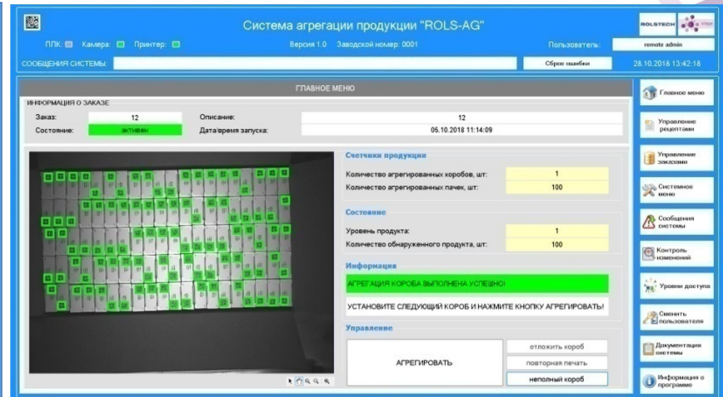 Система агрегации продукции "ROLS-AG"
ROLSTECH
ППК: Камера: Принтер: Версия 1.0 Заводской номер: 0001 Пользователь: remote admin
СООБЩЕНИЯ СИСТЕМЫ: Сброс ошибки 28.10.2018 13:42:18
ГЛАВНОЕ МЕНЮ
ИНФОРМАЦИЯ О ЗАКАЗЕ
Заказ: 12 Описание: 12
Состояние: активен Дата/время запуска: 05.10.2018 11:14:09
Счетчики продукции
Количество агрегированных коробов, шт: 1
Количество агрегированных пачек, шт: 100
Состояние
Уровень продукта: 1
Количество обнаруженного продукта, шт: 100
Информация
АГРЕГАЦИЯ КОРОБА ВЫПОЛНЕНА УСПЕШНО!
УСТАНОВИТЕ СЛЕДУЮЩИЙ КОРОБ И НАЖМИТЕ КНОПКУ АГРЕГИРОВАТЬ!
Управление
АГРЕГИРОВАТЬ
отложить короб
повторная печать
неполный короб
Главное меню
Управление рецептами
Управление заказами
Системное меню
Сообщения системы
Контроль изменений
Уровни доступа
Сменить пользователя
Документация системы
Информация о программе